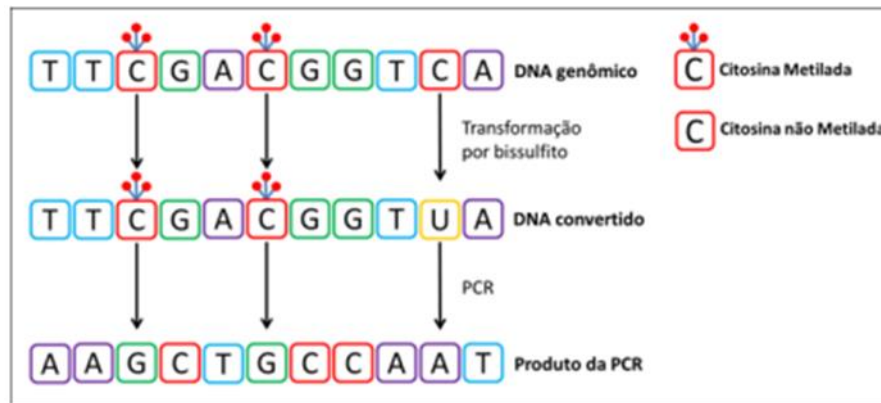 T T C G A C G G T C A DNA genômico
C Citosina Metilada
C Citosina não Metilada
Transformação
por bissulfito
T T C G A C G G T U A DNA convertido
PCR
A A G C T G C C A A T Produto da PCR